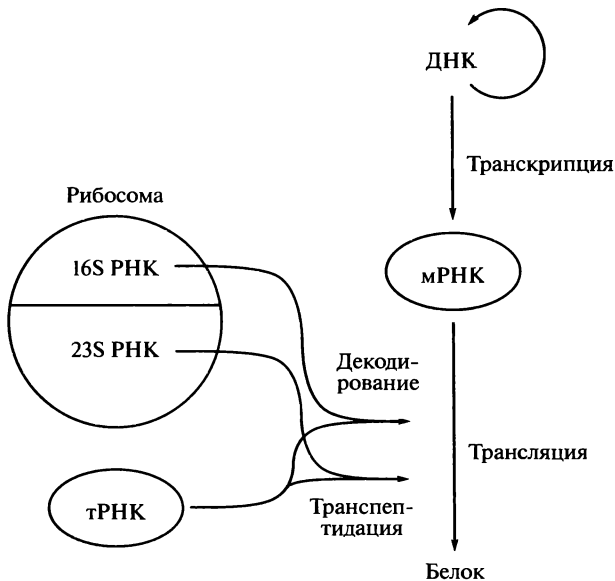 ДНК
Транскрипция
Рибосома
16S РНК
мРНК
23S РНК
Декоди-
рование
Трансляция
тРНК
Транспеп-
тидация
Белок